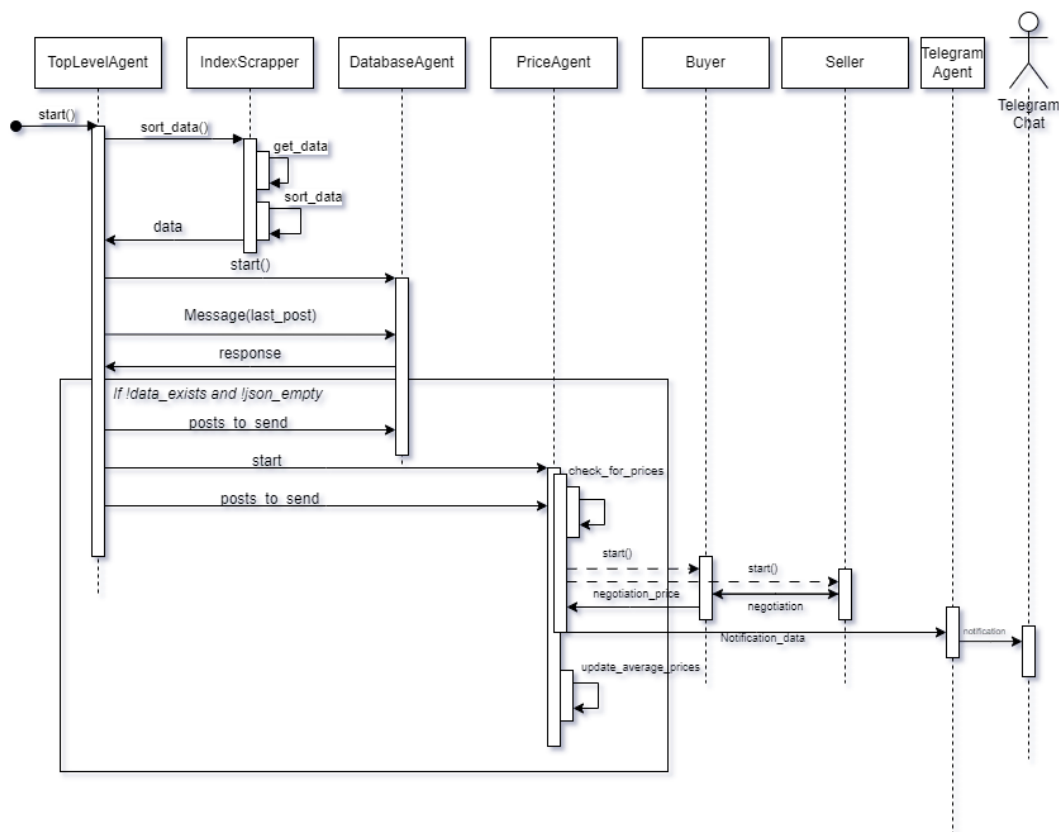 TopLevelAgent
IndexScrapper
DatabaseAgent
PriceAgent
Buyer
Seller
Telegram
Agent
Telegram
Chat
start()
sort_data()
get_data
sort_data
data
start()
Message(last_post)
response
If !data_exists and !json_empty
posts_to_send
start
check_for_prices
posts_to_send
start()
start()
negotiation_price
negotiation
Notification_data
notification
update_average_prices